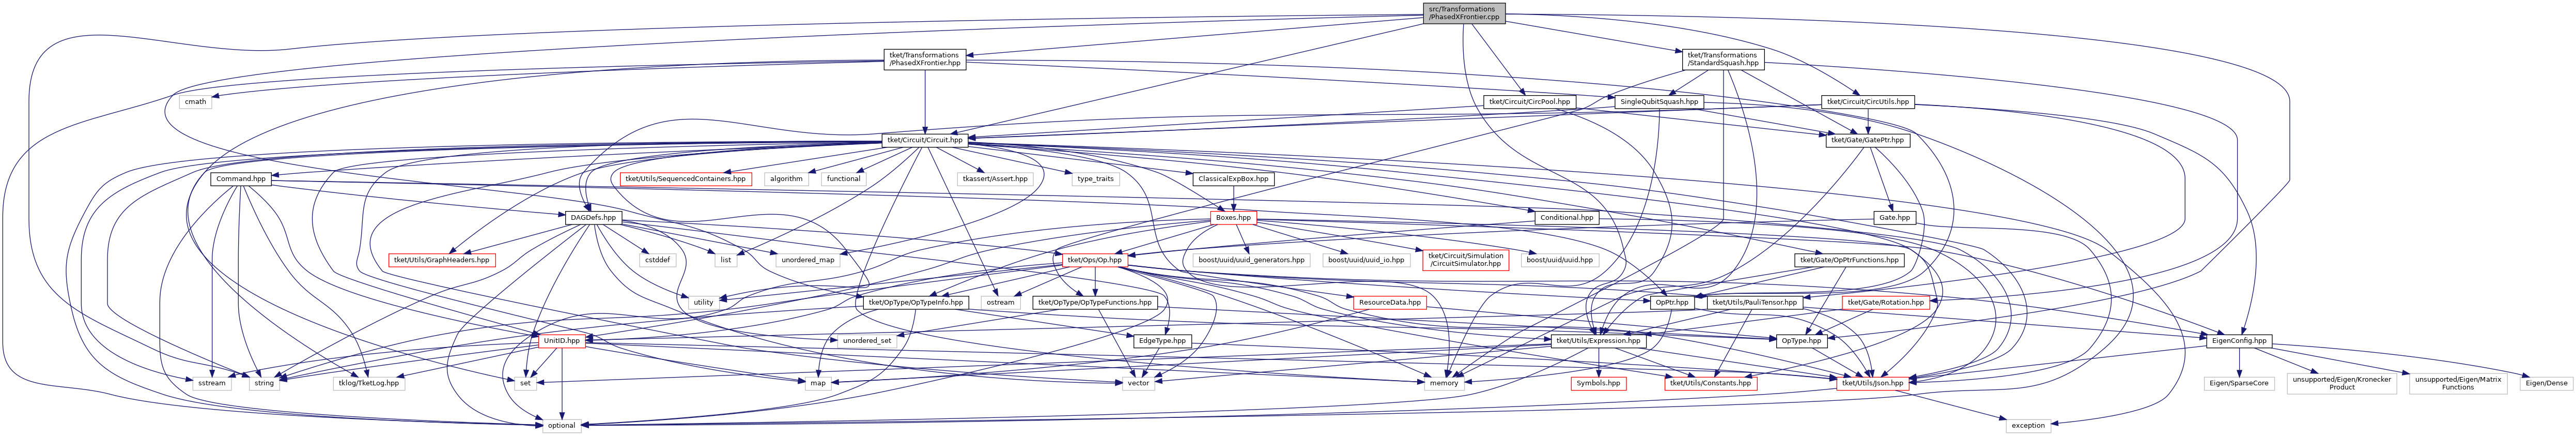 src/Transformations
/PhasedXFrontier.cpp
tket/Transformations
/PhasedXFrontier.hpp
tket/Transformations
/StandardSquash.hpp
cmath
tket/Circuit/CircPool.hpp
SingleQubitSquash.hpp
tket/Circuit/CircUtils.hpp
tket/Circuit/Circuit.hpp
tket/Gate/GatePtr.hpp
Command.hpp
tket/Utils/SequencedContainers.hpp
algorithm
functional
tkassert/Assert.hpp
type_traits
ClassicalExpBox.hpp
DAGDefs.hpp
Boxes.hpp
Conditional.hpp
Gate.hpp
tket/Utils/GraphHeaders.hpp
cstddef
list
unordered_map
tket/Ops/Op.hpp
boost/uuid/uuid_generators.hpp
boost/uuid/uuid_io.hpp
tket/Circuit/Simulation
/CircuitSimulator.hpp
boost/uuid/uuid.hpp
tket/Gate/OpPtrFunctions.hpp
utility
tket/OpType/OpTypeInfo.hpp
ostream
tket/OpType/OpTypeFunctions.hpp
ResourceData.hpp
OpPtr.hpp
tket/Utils/PauliTensor.hpp
tket/Gate/Rotation.hpp
UnitID.hpp
unordered_set
EdgeType.hpp
tket/Utils/Expression.hpp
OpType.hpp
EigenConfig.hpp
sstream
string
tklog/TketLog.hpp
set
map
vector
memory
Symbols.hpp
tket/Utils/Constants.hpp
tket/Utils/Json.hpp
Eigen/SparseCore
unsupported/Eigen/Kronecker
Product
unsupported/Eigen/Matrix
Functions
Eigen/Dense
optional
exception